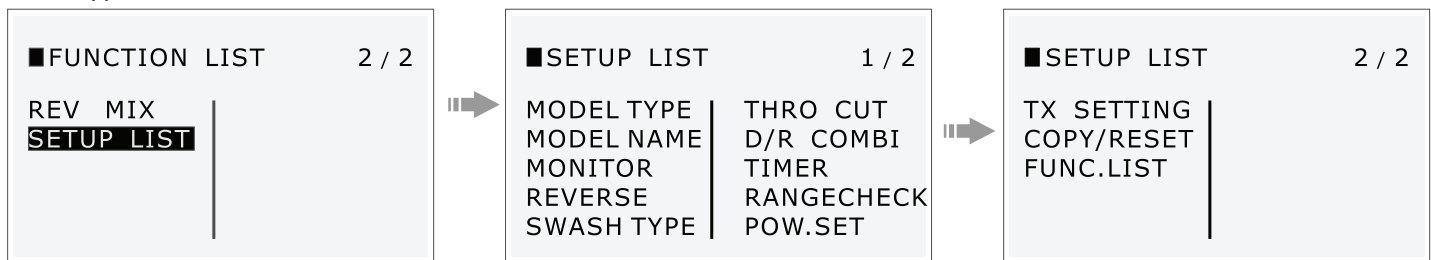 ■FUNCTION LIST 2/2
REV MIX
SETUP LIST
■SETUP LIST 1/2
MODEL TYPE THRO CUT
MODEL NAME D/R COMBI
MONITOR TIMER
REVERSE RANGECHECK
SWASH TYPE POW.SET
■SETUP LIST 2/2
TX SETTING
COPY/RESET
FUNC.LIST